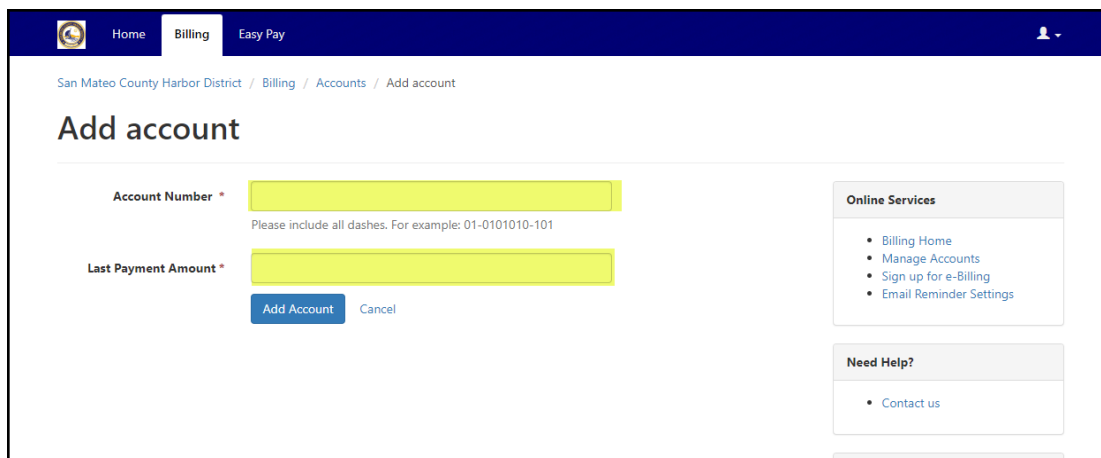 Home Billing Easy Pay
San Mateo County Harbor District / Billing / Accounts / Add account
Add account
Account Number *
Please include all dashes. For example: 01-0101010-101
Last Payment Amount *
Add Account Cancel
Online Services
Billing Home
Manage Accounts
Sign up for e-Billing
Email Reminder Settings
Need Help?
Contact us